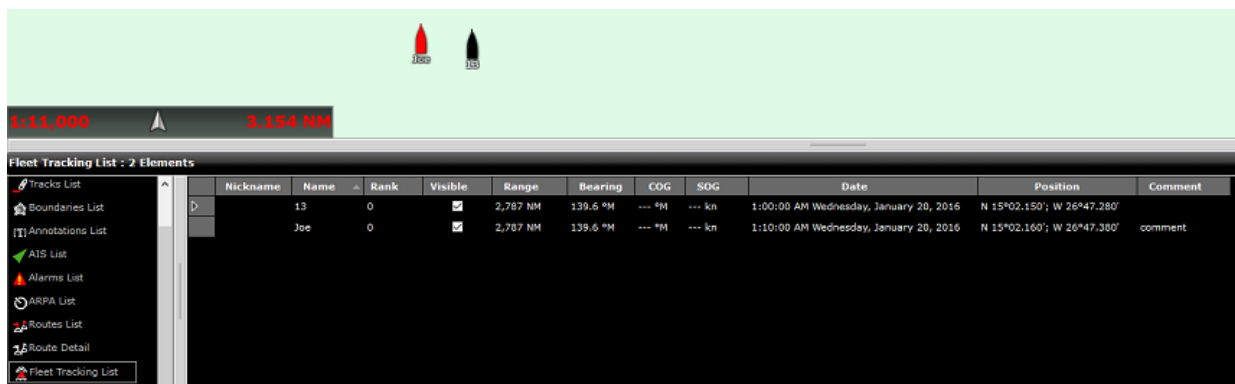 Joe
13
1:11,000 3.154 NM
Fleet Tracking List : 2 Elements
Tracks List
Boundaries List
[T] Annotations List
AIS List
Alarms List
ARPA List
Routes List
Route Detail
Fleet Tracking List
Nickname Name Rank Visible Range Bearing COG SOG Date Position Comment
13 0 2,787 NM 139.6 °M --- °M --- kn 1:00:00 AM Wednesday, January 20, 2016 N 15°02.150'; W 26°47.280'
Joe 0 2,787 NM 139.6 °M --- °M --- kn 1:10:00 AM Wednesday, January 20, 2016 N 15°02.160'; W 26°47.380' comment